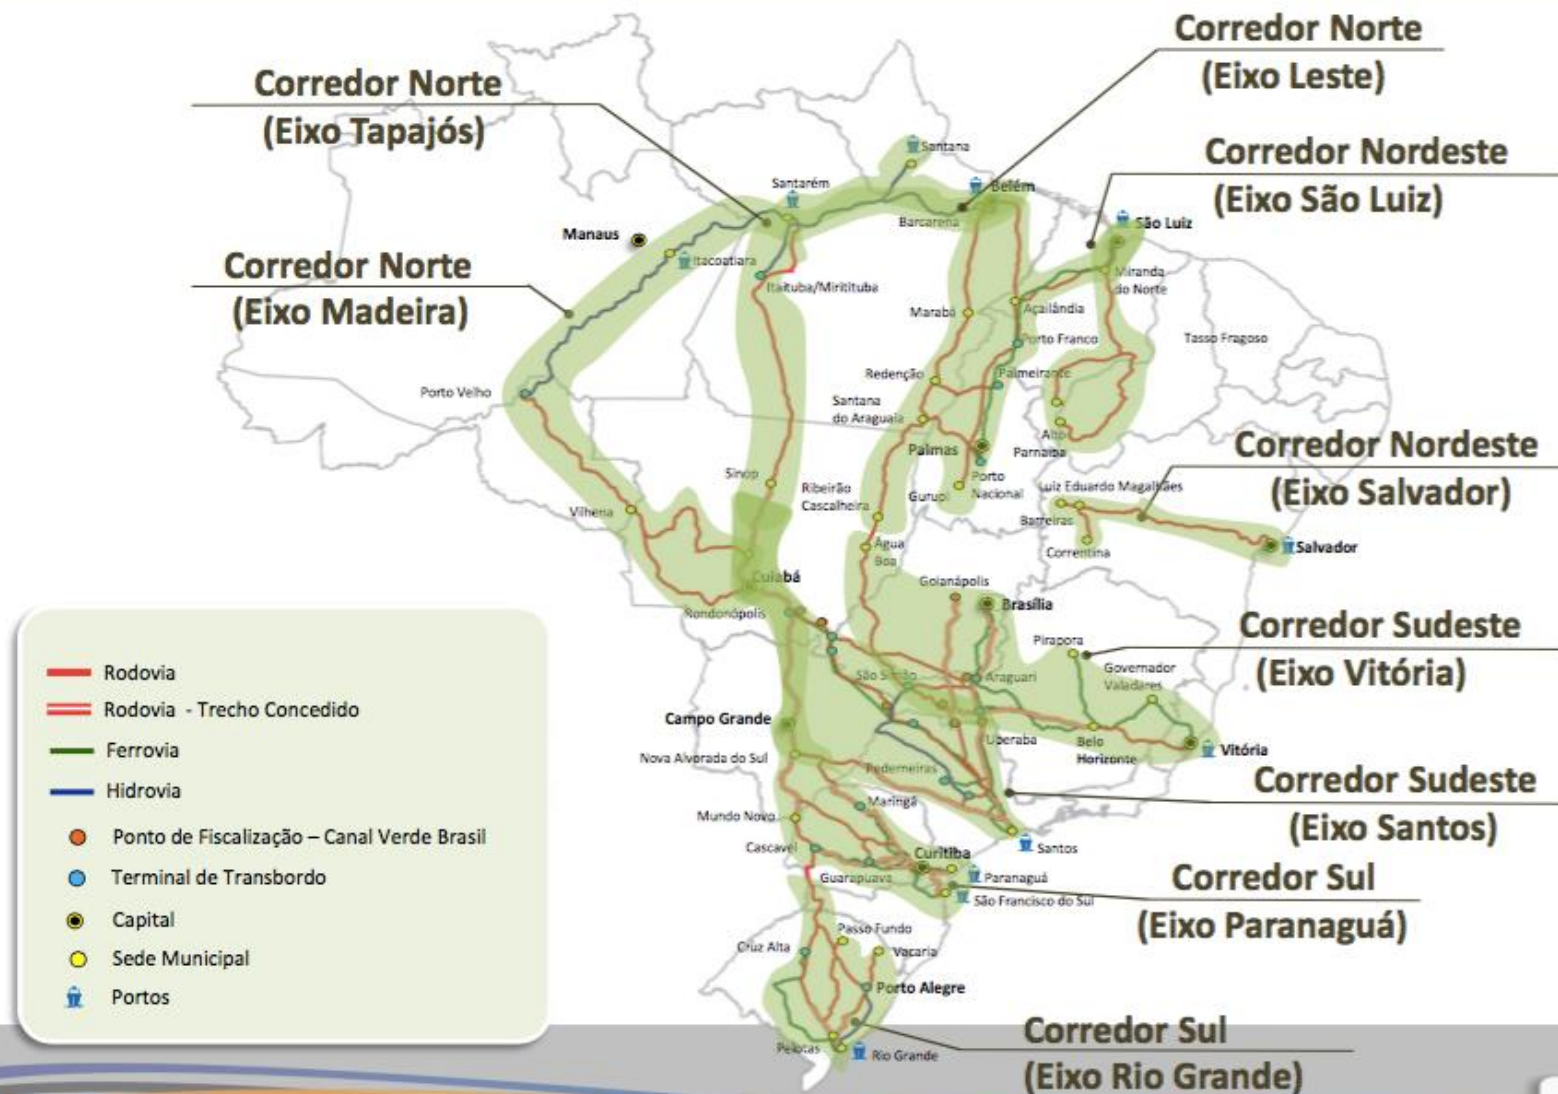 Corredor Norte
(Eixo Leste)
Corredor Norte
(Eixo Tapajós)
Corredor Nordeste
(Eixo São Luiz)
Corredor Norte
(Eixo Madeira)
Santana
Santarém
Belém
Barcarena
São Luiz
Manaus
Itacoatiara
Itaituba/Miritituba
Miranda
do Norte
Marabá
Açailândia
Porto Franco
Tasso Fragoso
Redenção
Palmeirante
Porto Velho
Santana
do Araguaia
Alto
Parnaíba
Palmas
Corredor Nordeste
(Eixo Salvador)
Sinop
Ribeirão
Cascalheira
Gurupi
Porto
Nacional
Luiz Eduardo Magalhães
Vilhena
Barreiras
Correntina
Salvador
Água
Boa
Cuiabá
Goianápolis
Brasília
Rondonópolis
Pirapora
Corredor Sudeste
(Eixo Vitória)
São Simão
Araguari
Governador
Valadares
Campo Grande
Uberaba
Belo
Horizonte
Vitória
Nova Alvorada do Sul
Pederneiras
Corredor Sudeste
(Eixo Santos)
Maringá
Mundo Novo
Cascavel
Curitiba
Santos
Guarapuava
Paranaguá
São Francisco do Sul
Corredor Sul
(Eixo Paranaguá)
Passo Fundo
Cruz Alta
Vacaria
Porto Alegre
Pelotas
Rio Grande
Corredor Sul
(Eixo Rio Grande)
Rodovia
Rodovia - Trecho Concedido
Ferrovia
Hidrovia
Ponto de Fiscalização – Canal Verde Brasil
Terminal de Transbordo
Capital
Sede Municipal
Portos